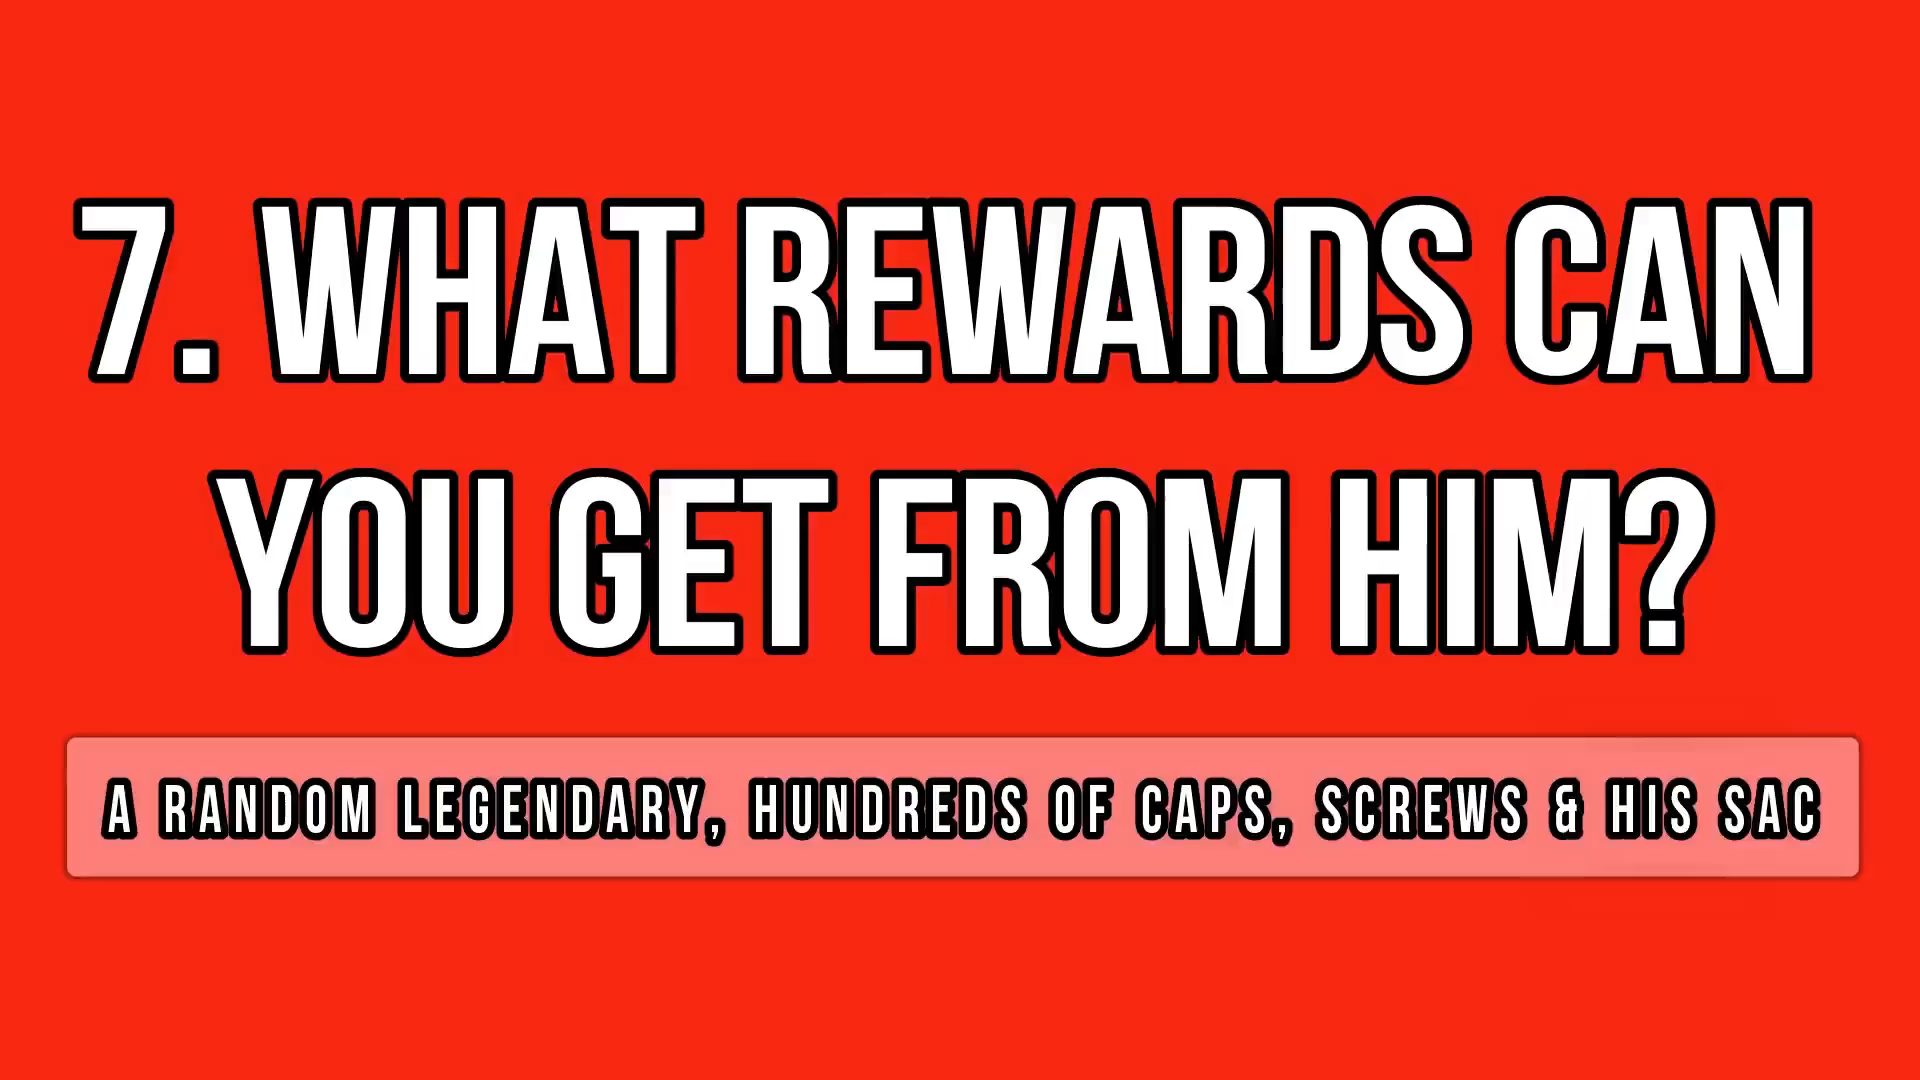 7. WHAT REWARDS CAN
YOU GET FROM HIM?
A RANDOM LEGENDARY, HUNDREDS OF CAPS, SCREWS & HIS SAC